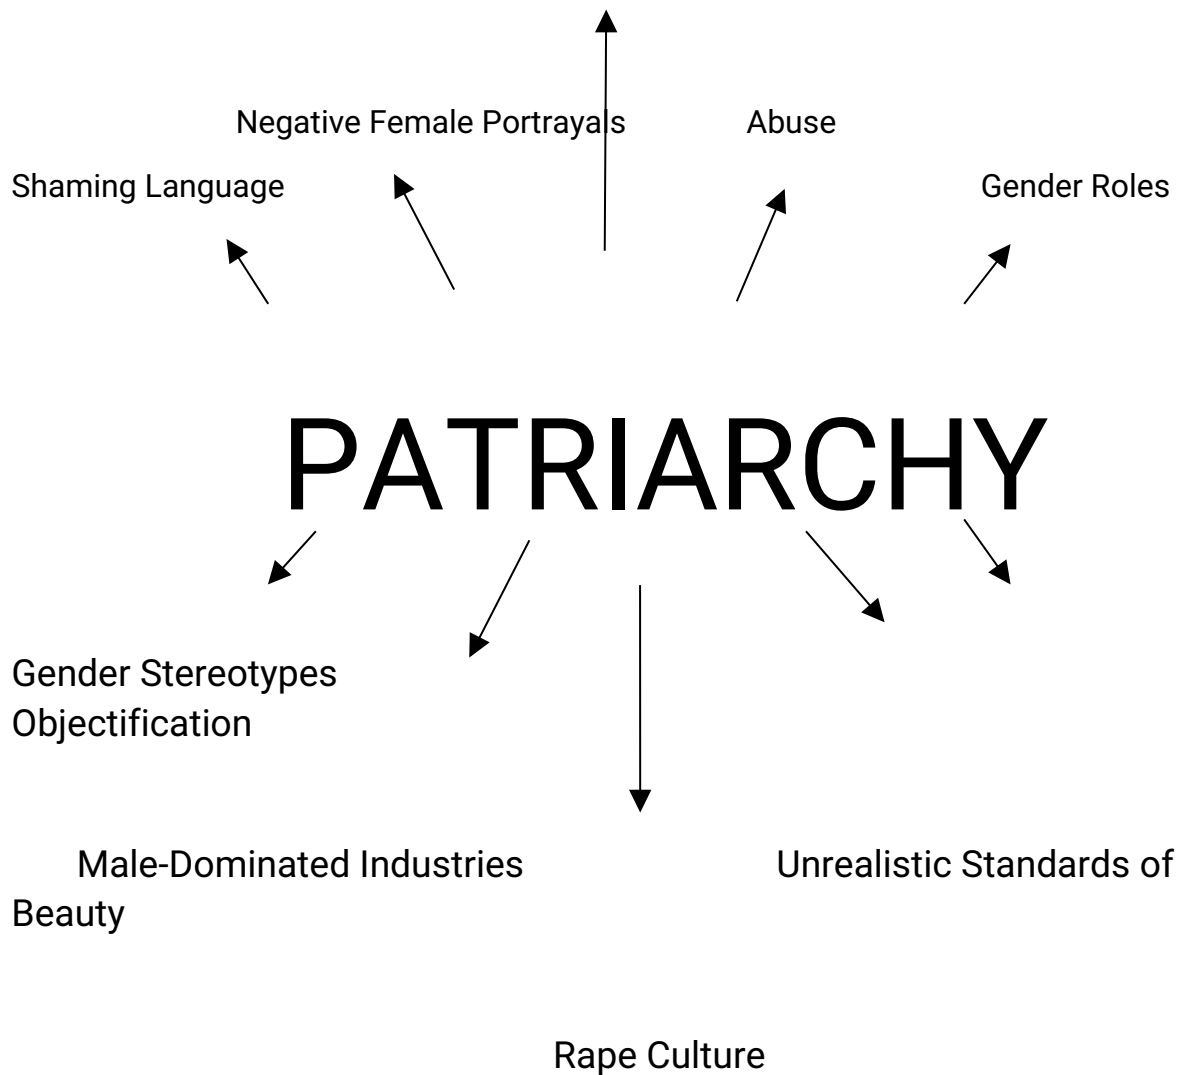 Negative Female Portrayals Abuse
Shaming Language Gender Roles
PATRIARCHY
Gender Stereotypes
Objectification
Male-Dominated Industries Unrealistic Standards of
Beauty
Rape Culture